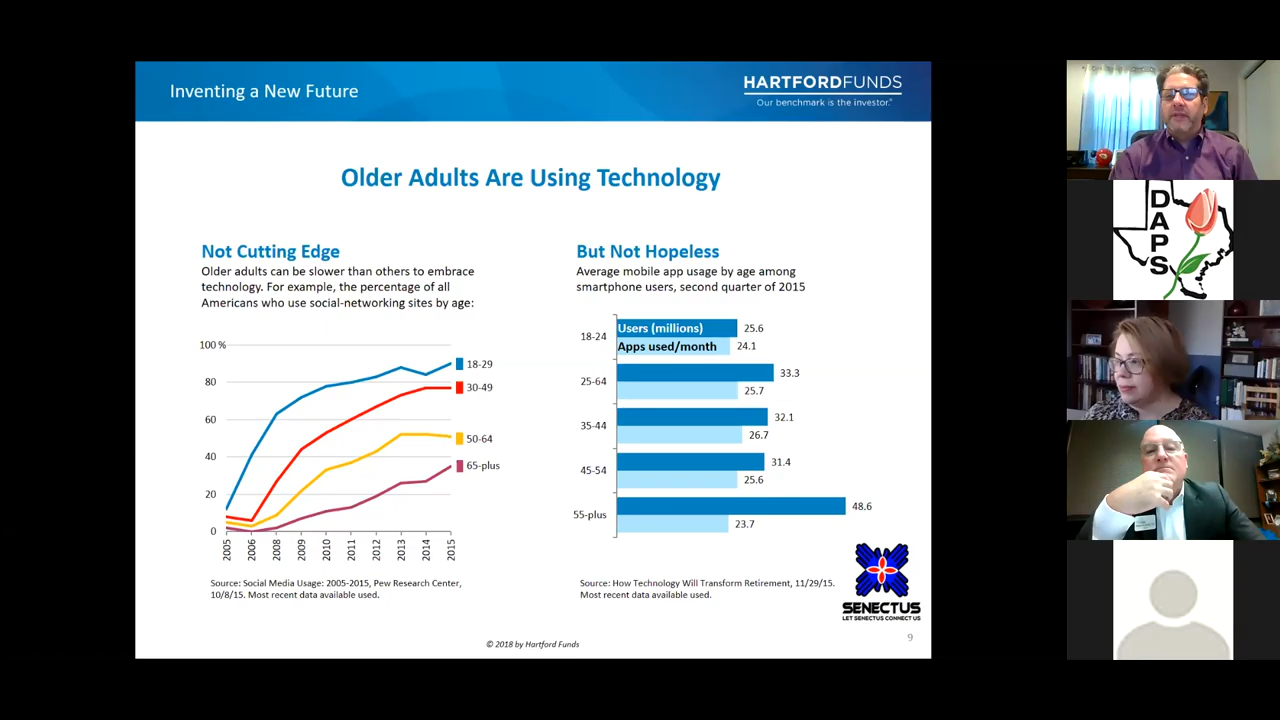 Inventing a New Future
HARTFORDFUNDS
Our benchmark is the investor.®
Older Adults Are Using Technology
Not Cutting Edge
Older adults can be slower than others to embrace
technology. For example, the percentage of all
Americans who use social-networking sites by age:
100 %
80
60
40
20
0
2005
2006
2008
2009
2010
2011
2012
2013
2014
2015
18-29
30-49
50-64
65-plus
Source: Social Media Usage: 2005-2015, Pew Research Center,
10/8/15. Most recent data available used.
But Not Hopeless
Average mobile app usage by age among
smartphone users, second quarter of 2015
18-24
Users (millions)
25.6
Apps used/month
24.1
25-64
33.3
25.7
35-44
32.1
26.7
45-54
31.4
25.6
55-plus
48.6
23.7
Source: How Technology Will Transform Retirement, 11/29/15.
Most recent data available used.
SENECTUS
LET SENECTUS CONNECT US
© 2018 by Hartford Funds
9
DAPS